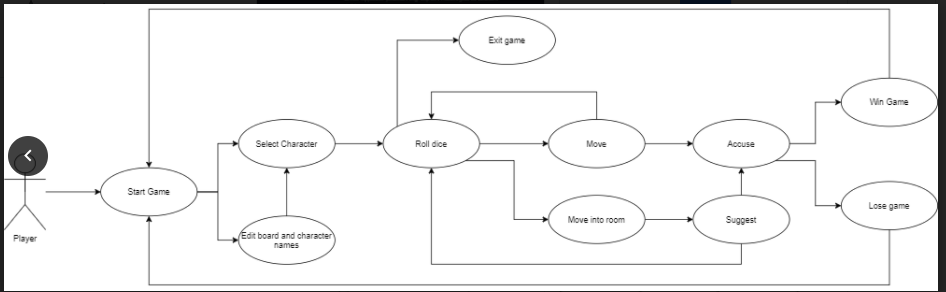 Exit game
Win Game
Select Character
Roll dice
Move
Accuse
Start Game
Lose game
Move into room
Suggest
Edit board and character
names
Player